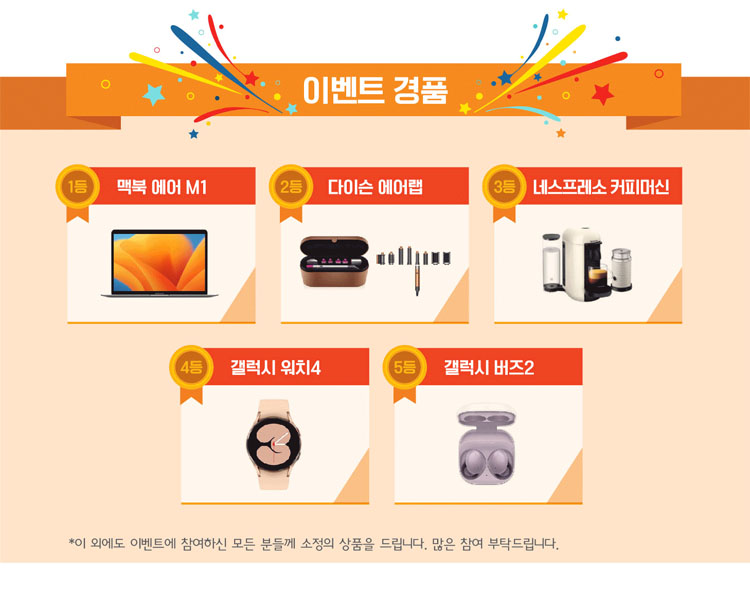 이벤트 경품
1등 맥북 에어 M1
2등 다이슨 에어랩
3등 네스프레소 커피머신
4등 갤럭시 워치4
5등 갤럭시 버즈2
*이 외에도 이벤트에 참여하신 모든 분들께 소정의 상품을 드립니다. 많은 참여 부탁드립니다.